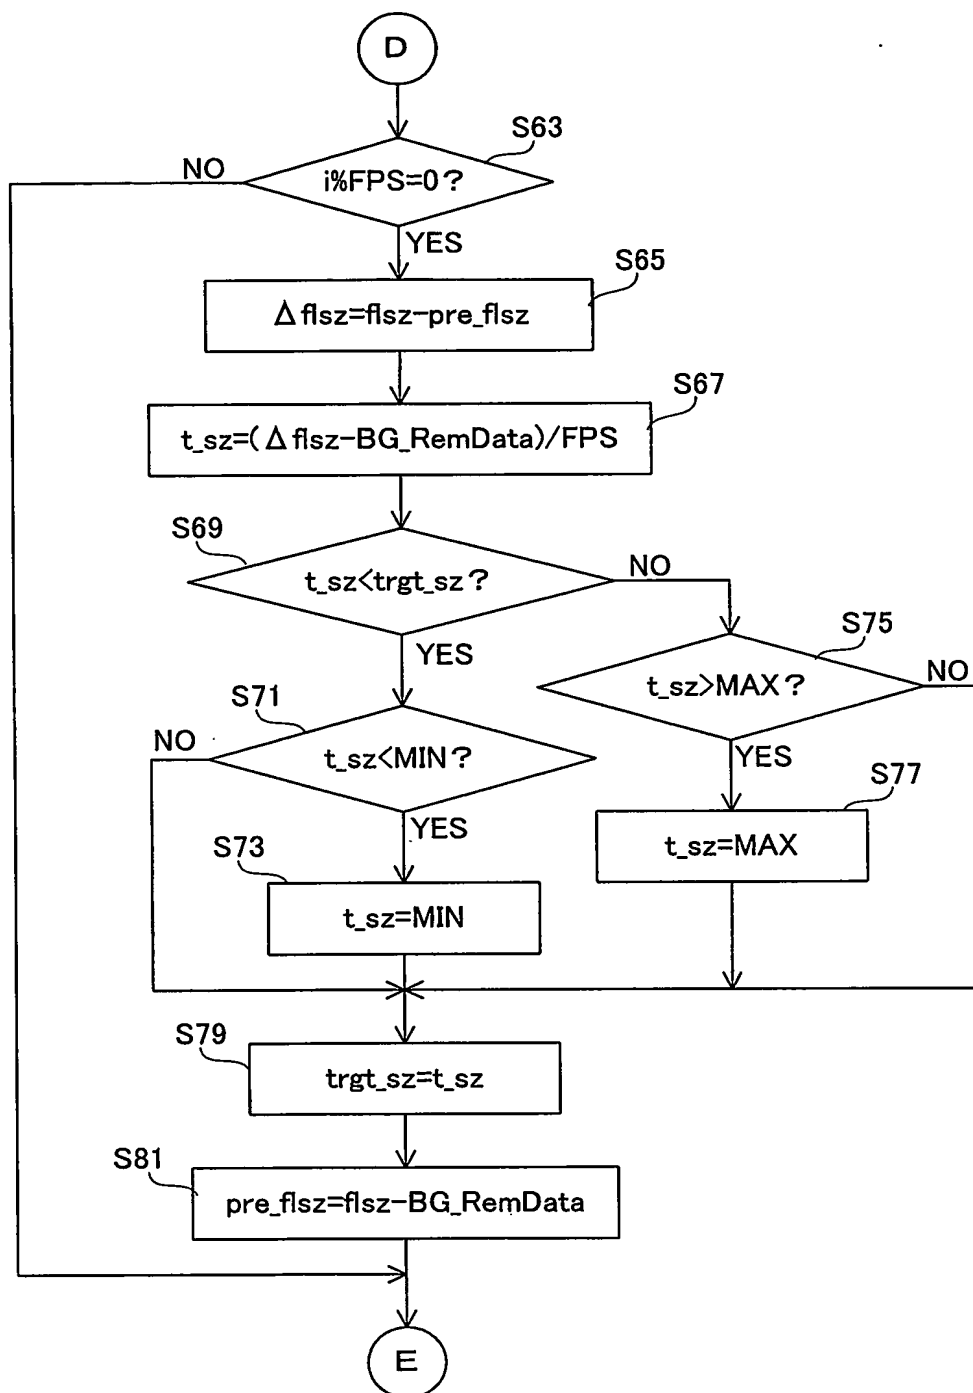 D
S63
NO
i%FPS=0?
YES
S65
Δflsz=flsz-pre_flsz
S67
t_sz=(Δflsz-BG_RemData)/FPS
S69
t_sz<trgt_sz?
NO
YES
S75
t_sz>MAX?
NO
S71
NO
t_sz<MIN?
YES
S77
YES
t_sz=MAX
S73
t_sz=MIN
S79
trgt_sz=t_sz
S81
pre_flsz=flsz-BG_RemData
E